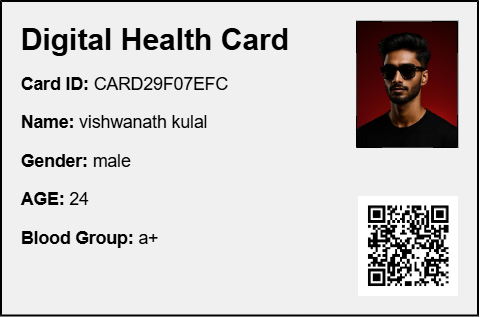 Digital Health Card
Card ID: CARD29F07EFC
Name: vishwanath kulal
Gender: male
AGE: 24
Blood Group: a+